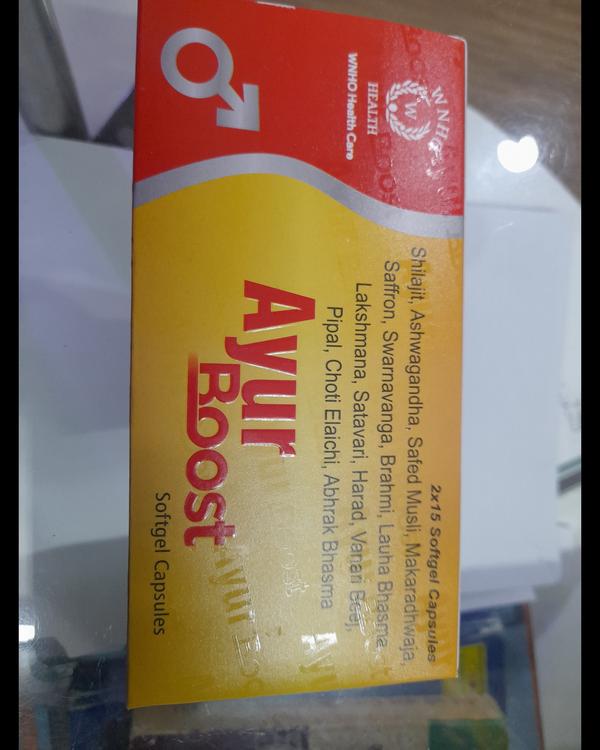 WNHO
W
HEALTH
WNHO Health Care
2x15 Softgel Capsules
Shilajit, Ashwagandha, Safed Musli, Makaradhwaja,
Saffron, Swarnavanga, Brahmi, Lauha Bhasma,
Lakshmana, Satavari, Harad, Vanari Beej,
Pipal, Choti Elaichi, Abhrak Bhasma
Ayur
Boost
Softgel Capsules